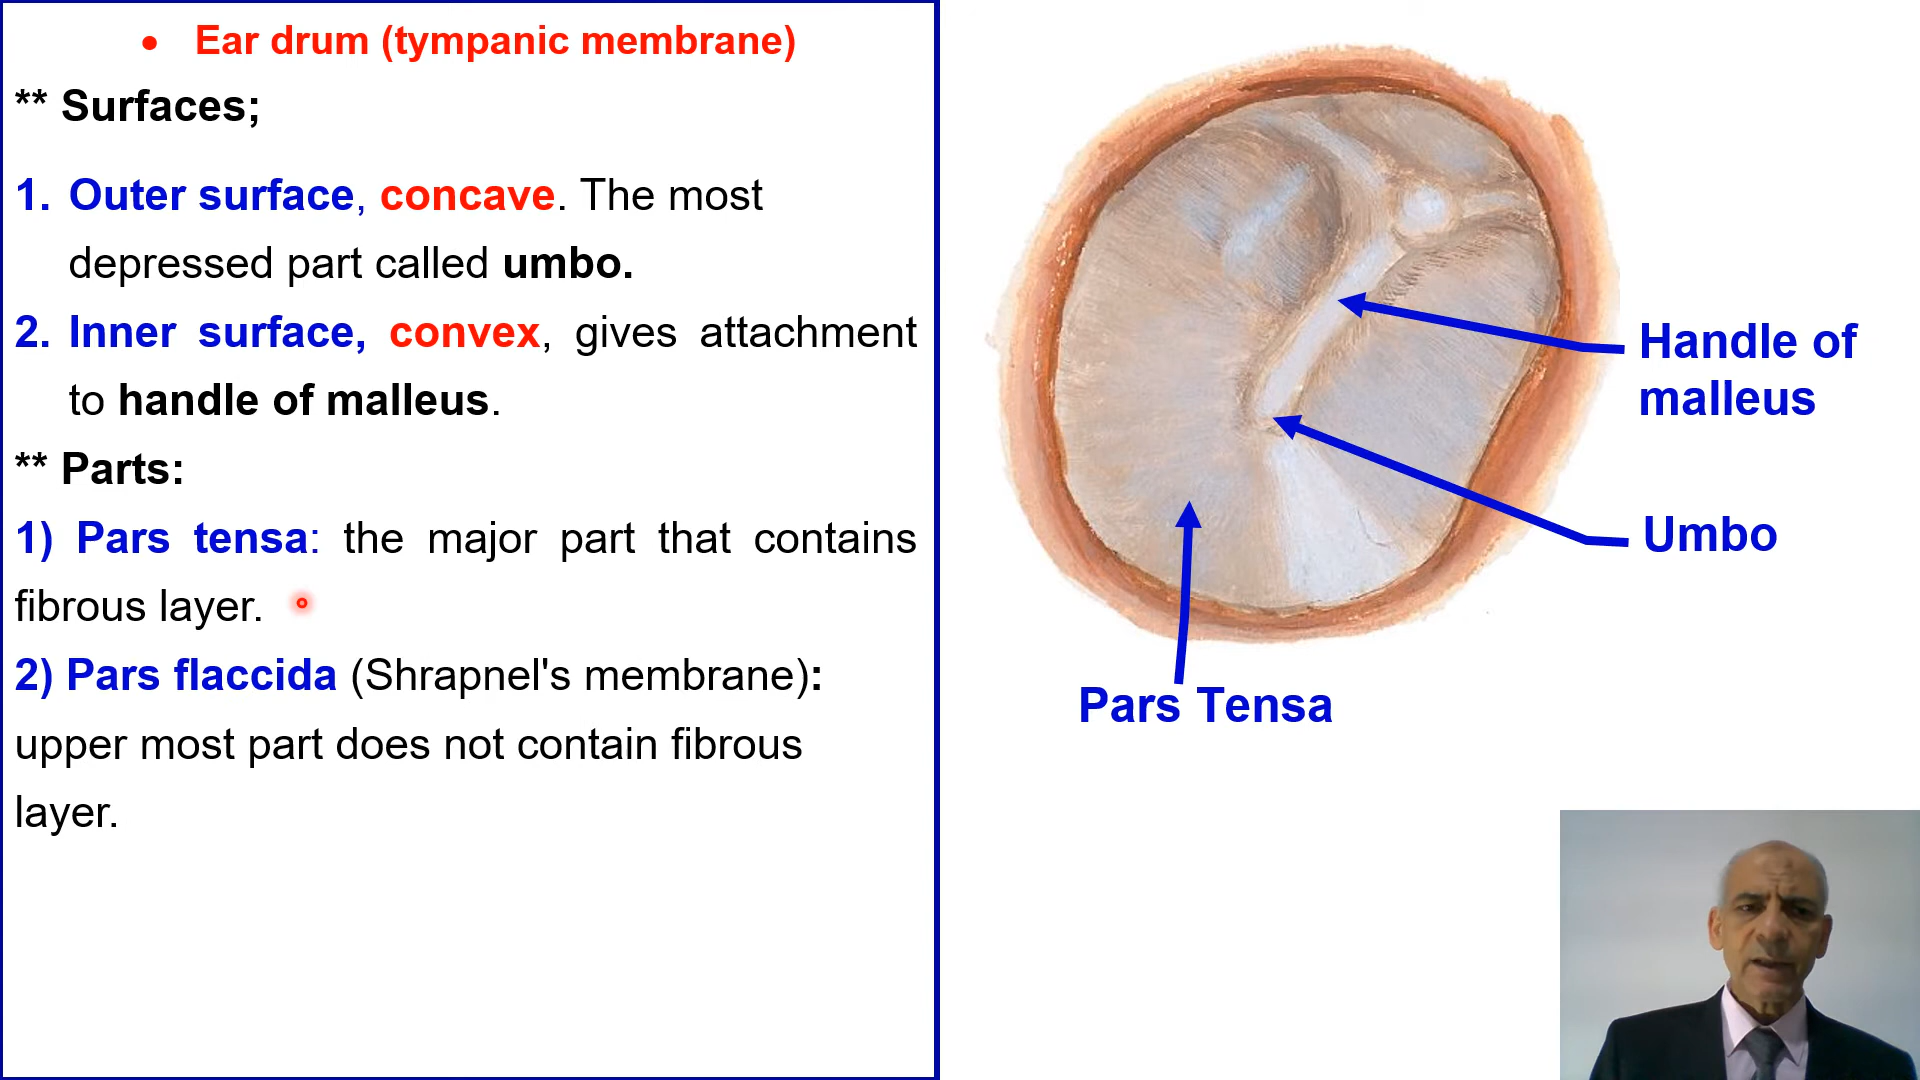 • Ear drum (tympanic membrane)
** Surfaces;
1. Outer surface, concave. The most
depressed part called umbo.
2. Inner surface, convex, gives attachment
to handle of malleus.
** Parts:
1) Pars tensa: the major part that contains
fibrous layer.
2) Pars flaccida (Shrapnel's membrane):
upper most part does not contain fibrous
layer.
Handle of
malleus
Umbo
Pars Tensa